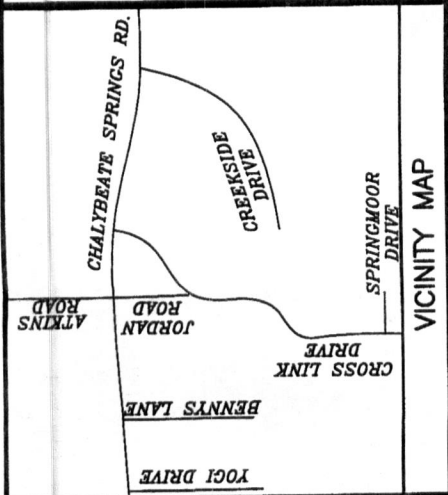 CHALYBEATE SPRINGS RD.
CREEKSIDE
DRIVE
SPRINGMOOR
DRIVE
ATKINS
ROAD
JORDAN
ROAD
CROSS LINK
DRIVE
BENNYS LANE
YOGI DRIVE
VICINITY MAP